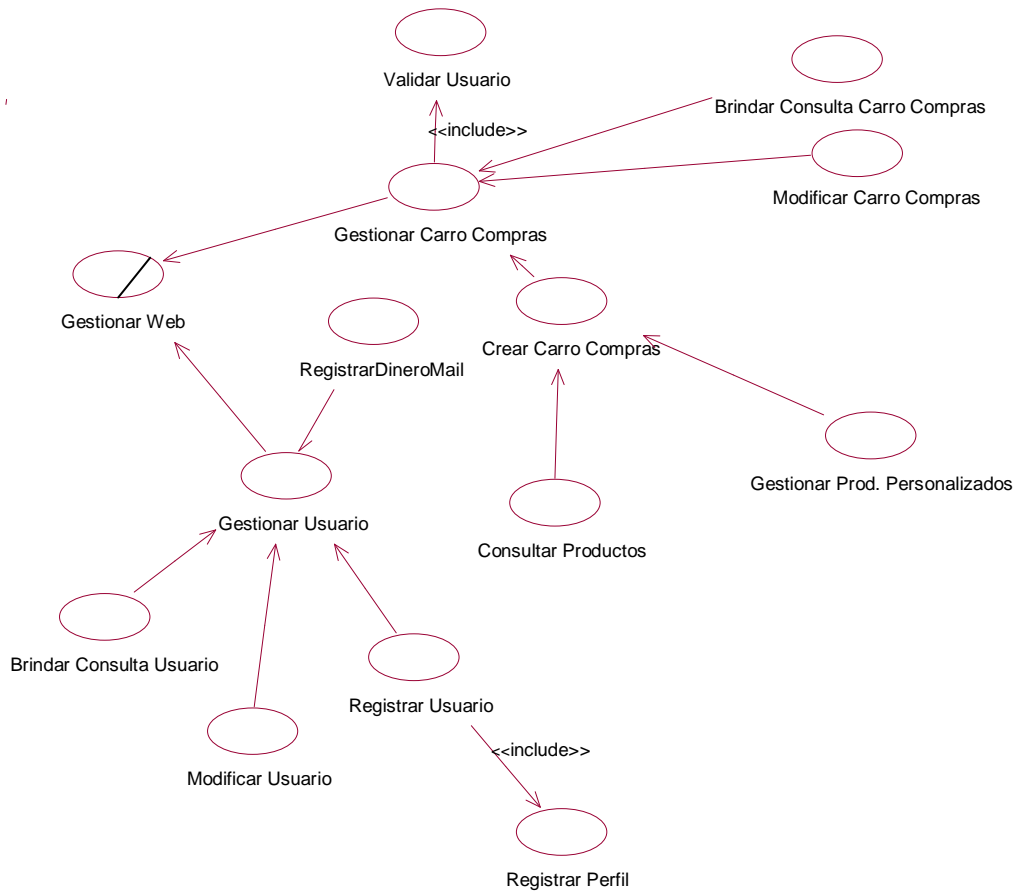 Validar Usuario
Brindar Consulta Carro Compras
<<include>>
Modificar Carro Compras
Gestionar Carro Compras
Gestionar Web
RegistrarDineroMail
Crear Carro Compras
Gestionar Prod. Personalizados
Gestionar Usuario
Consultar Productos
Brindar Consulta Usuario
Registrar Usuario
<<include>>
Modificar Usuario
Registrar Perfil